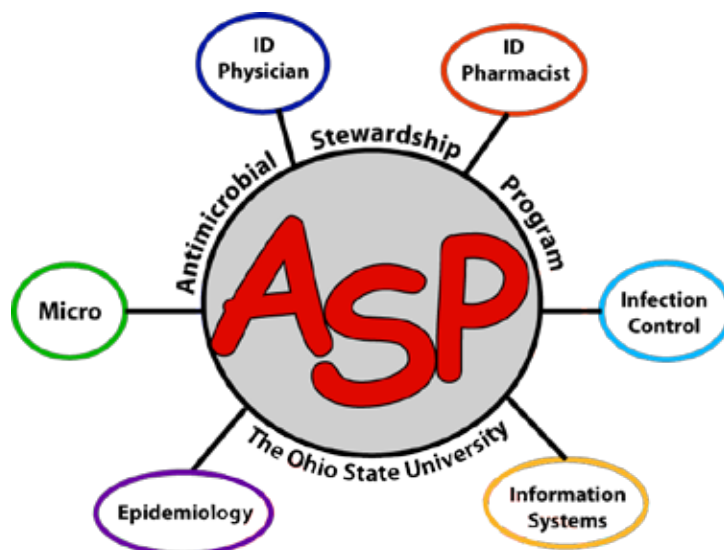 ID
Physician
ID
Pharmacist
Antimicrobial Stewardship Program
Micro
ASP
Infection
Control
The Ohio State University
Epidemiology
Information
Systems